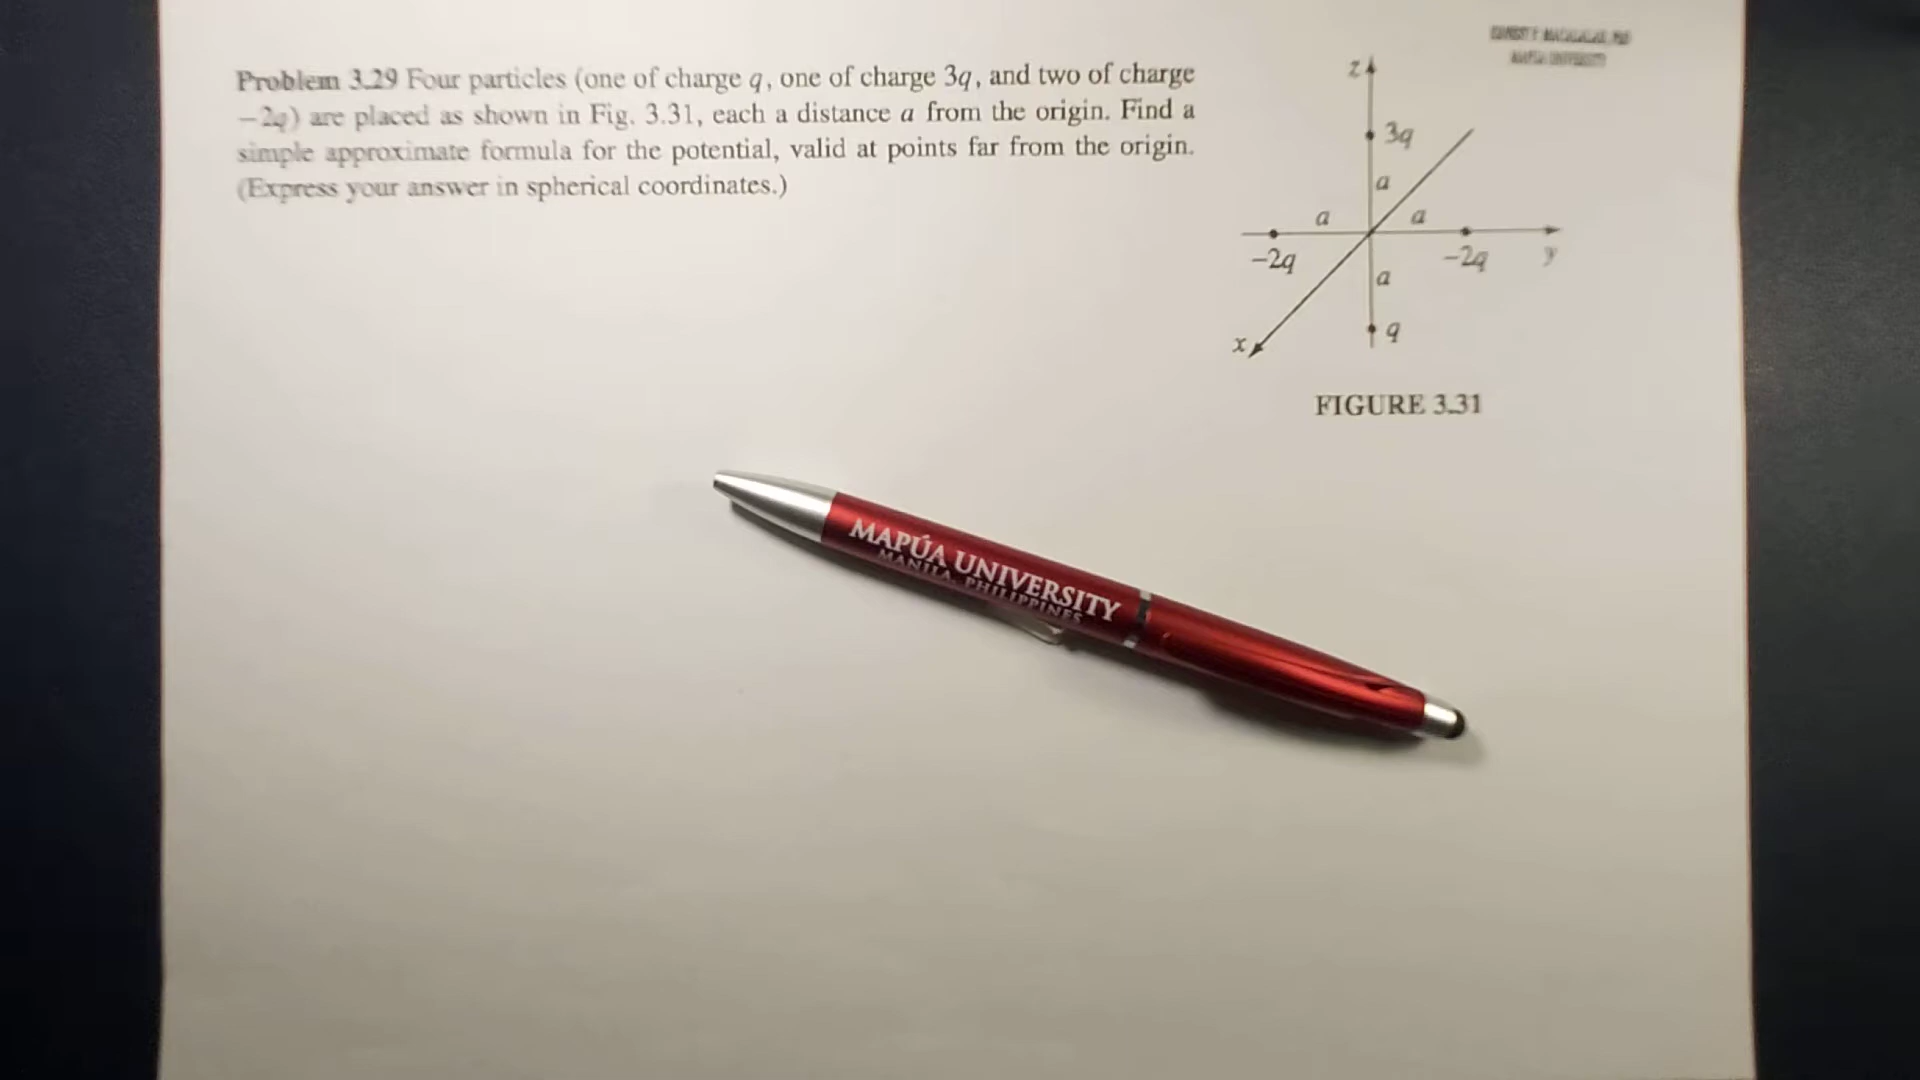 Problem 3.29 Four particles (one of charge q, one of charge 3q, and two of charge
−2q) are placed as shown in Fig. 3.31, each a distance a from the origin. Find a
simple approximate formula for the potential, valid at points far from the origin.
(Express your answer in spherical coordinates.)
z
3q
a
a
a
−2q
−2q
y
a
x
q
FIGURE 3.31
MAPÚA UNIVERSITY
MANILA, PHILIPPINES